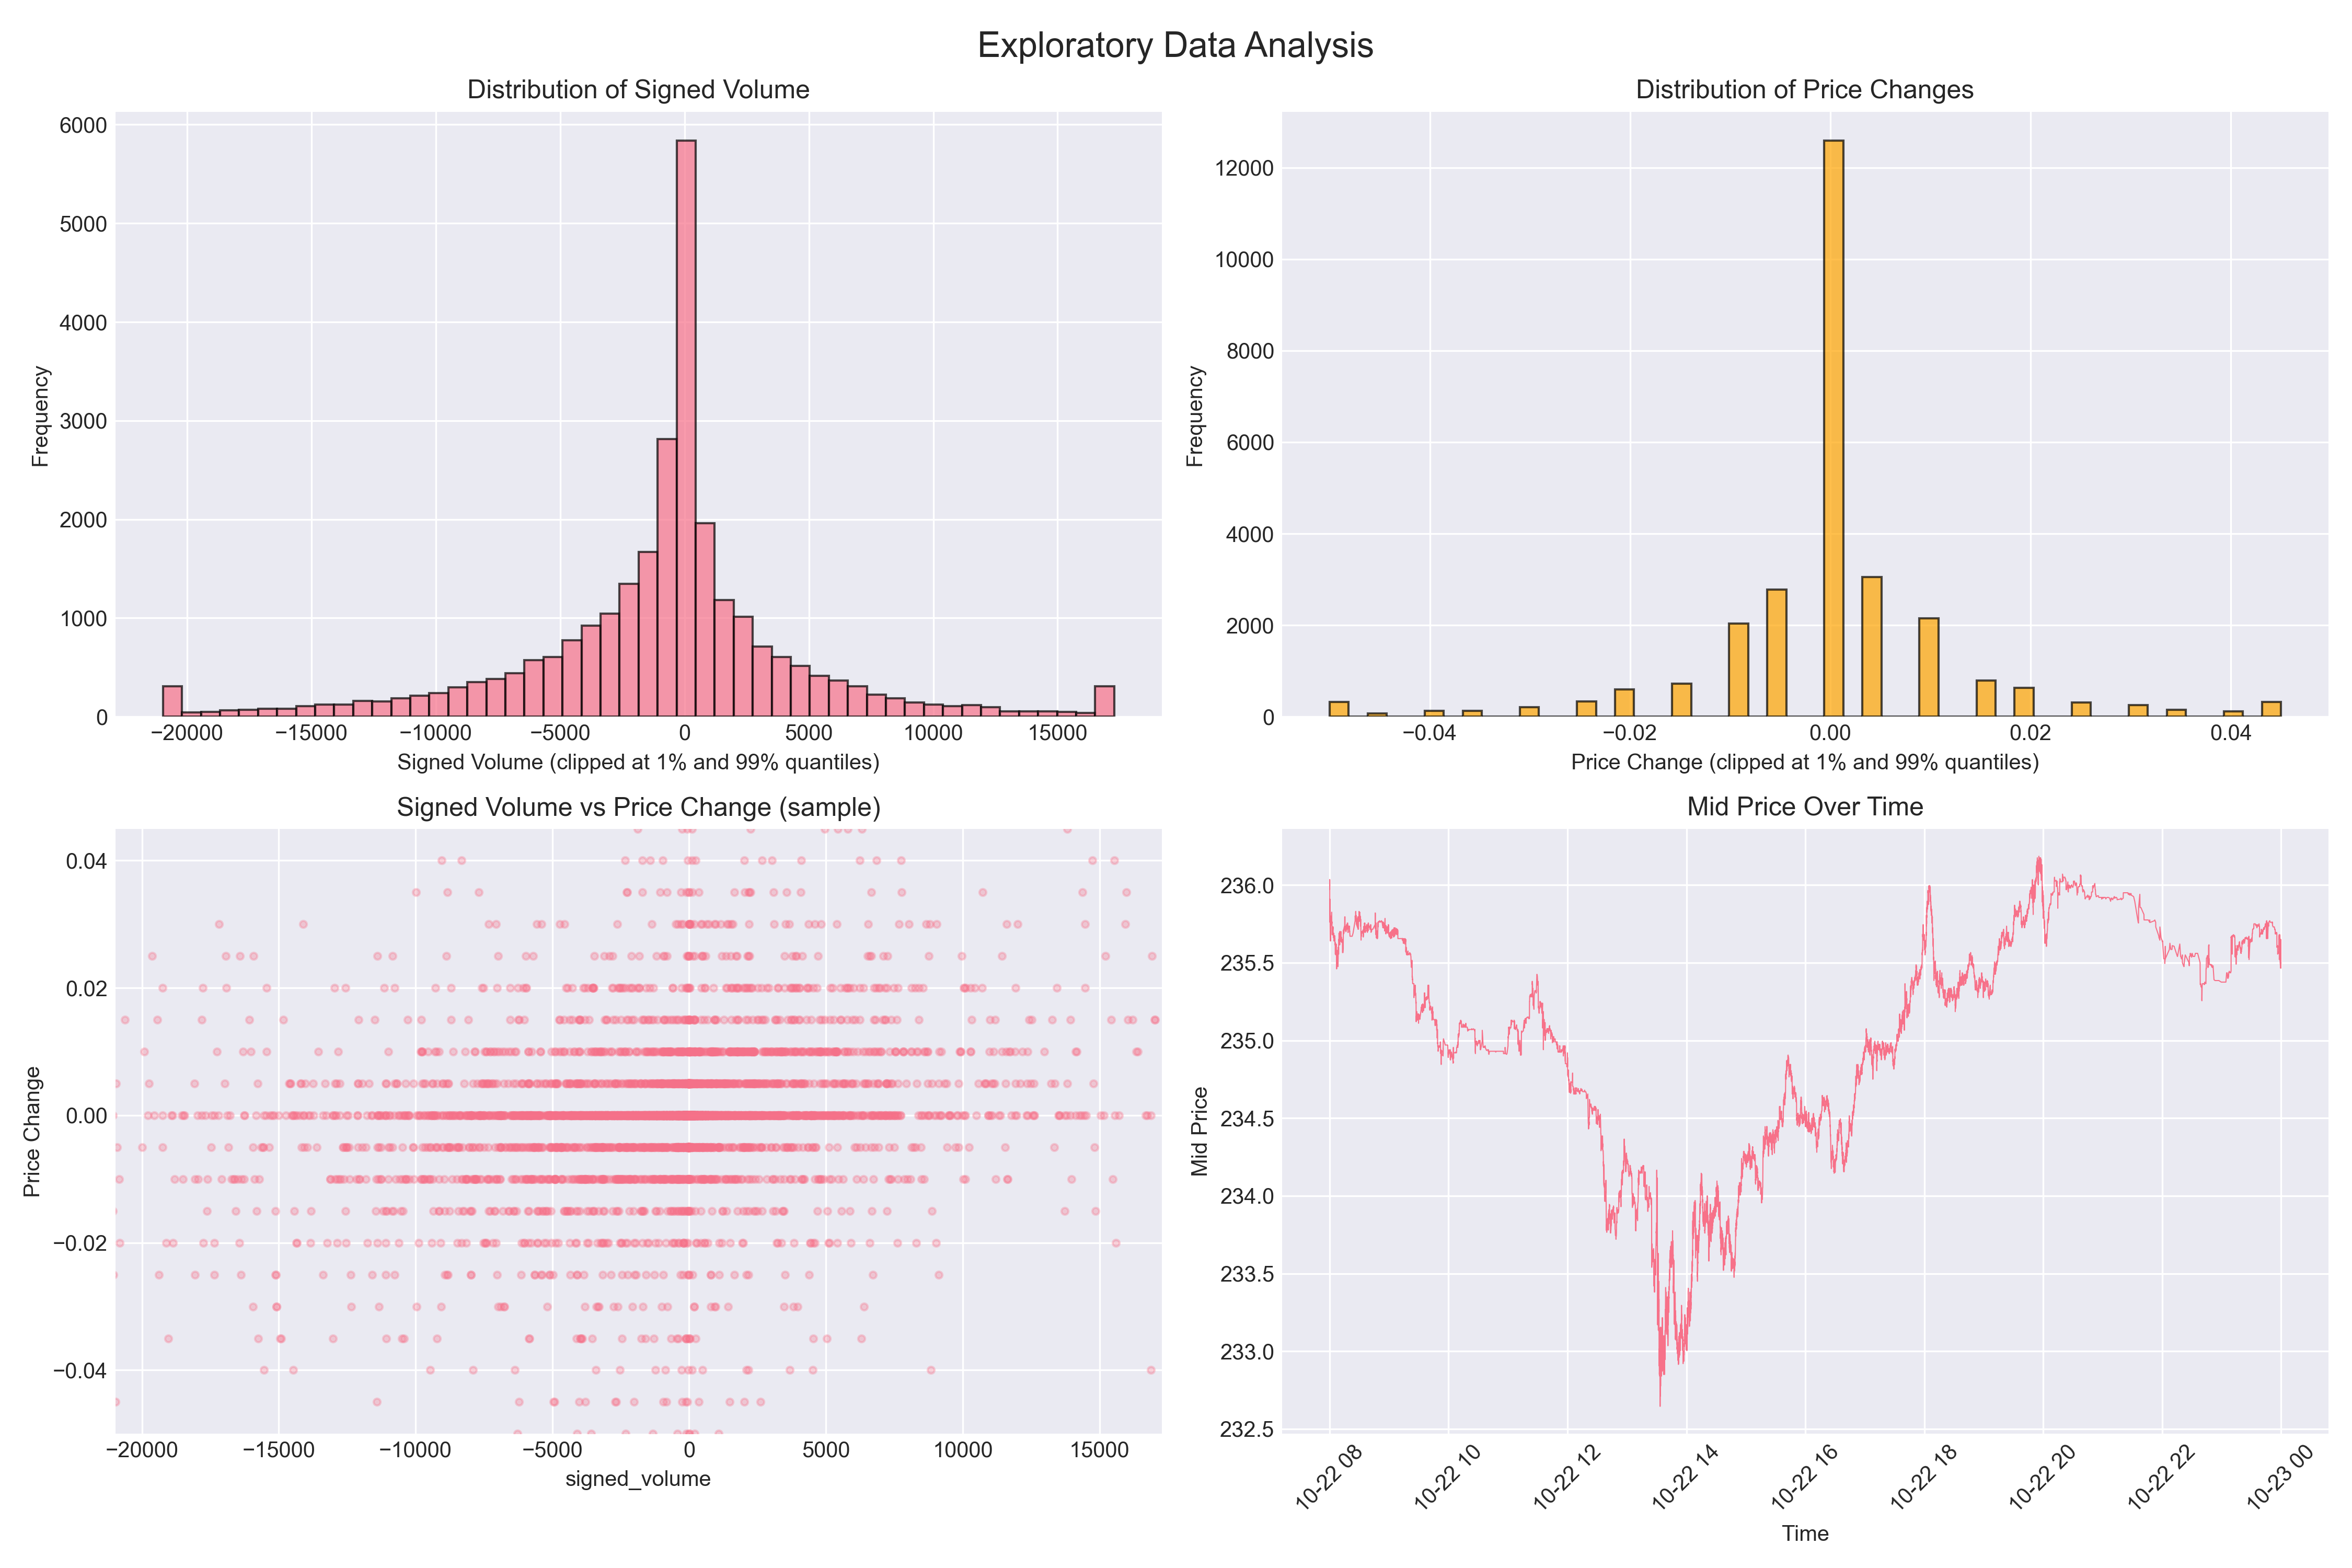 Exploratory Data Analysis
Distribution of Signed Volume
6000
5000
4000
3000
2000
1000
0
Frequency
−20000 −15000 −10000 −5000 0 5000 10000 15000
Signed Volume (clipped at 1% and 99% quantiles)
Distribution of Price Changes
12000
10000
8000
6000
4000
2000
0
Frequency
−0.04 −0.02 0.00 0.02 0.04
Price Change (clipped at 1% and 99% quantiles)
Signed Volume vs Price Change (sample)
0.04
0.02
0.00
−0.02
−0.04
Price Change
−20000 −15000 −10000 −5000 0 5000 10000 15000
signed_volume
Mid Price Over Time
236.0
235.5
235.0
234.5
234.0
233.5
233.0
232.5
Mid Price
10-22 08 10-22 10 10-22 12 10-22 14 10-22 16 10-22 18 10-22 20 10-22 22 10-23 00
Time